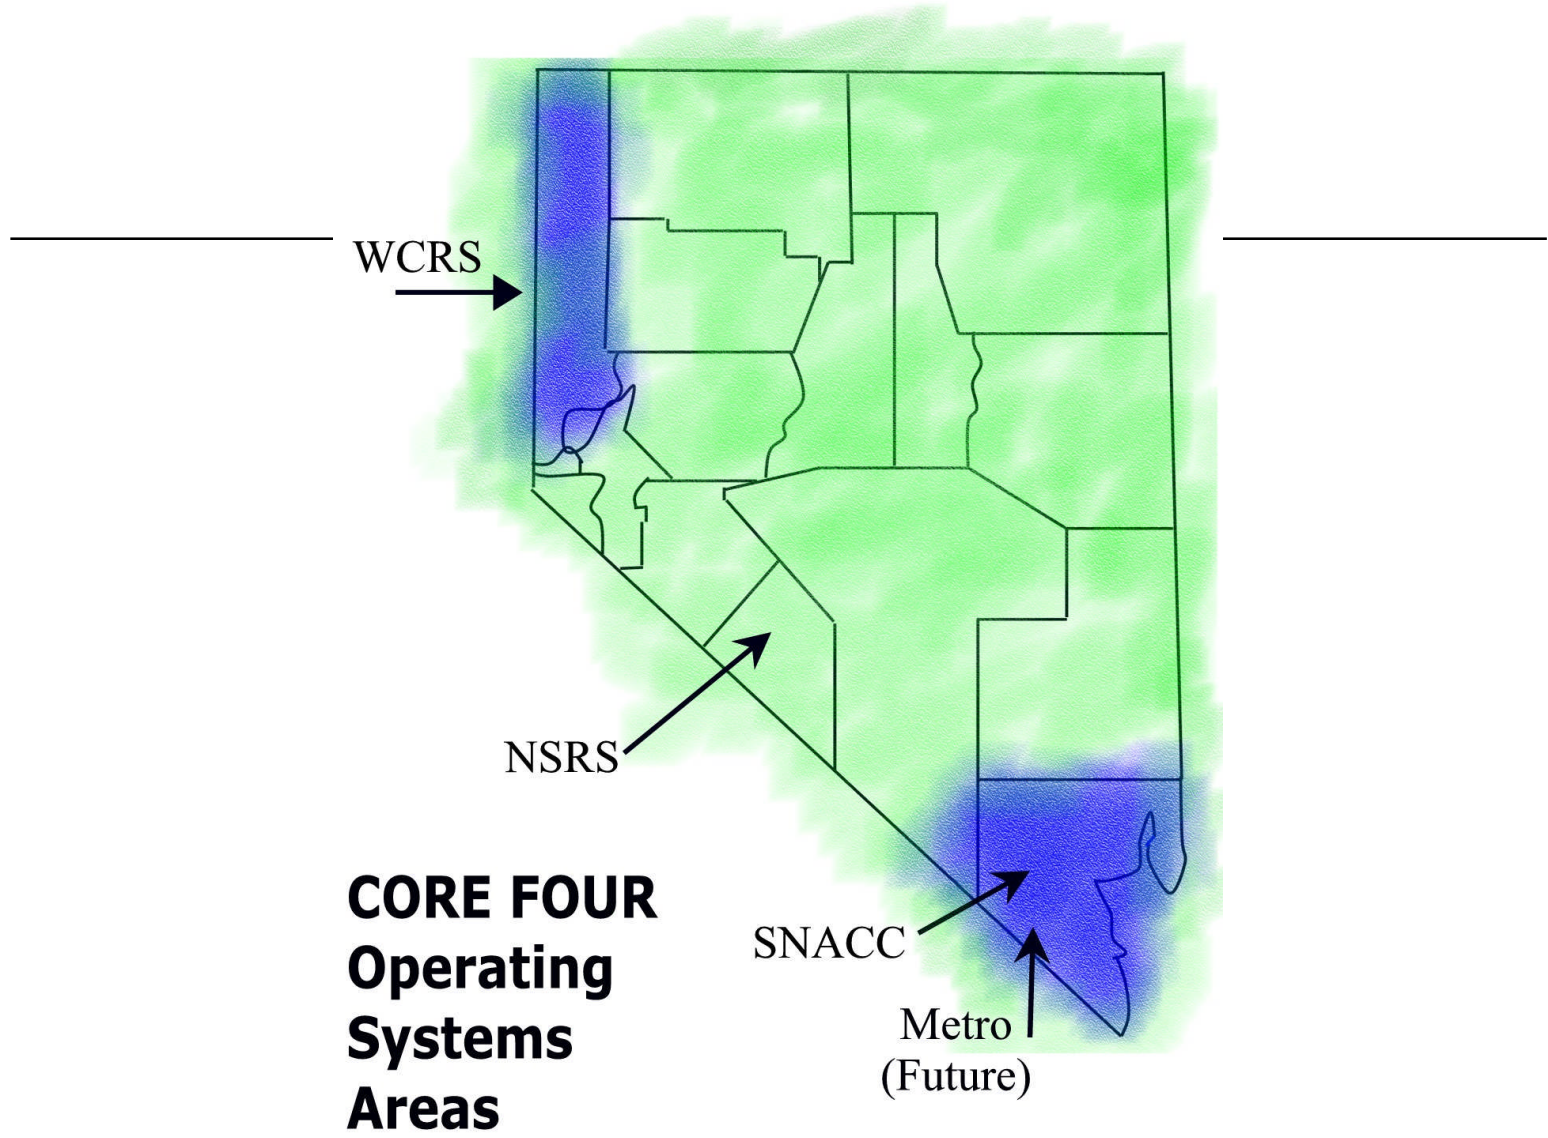 WCRS
NSRS
CORE FOUR
Operating
Systems
Areas
SNACC
Metro
(Future)